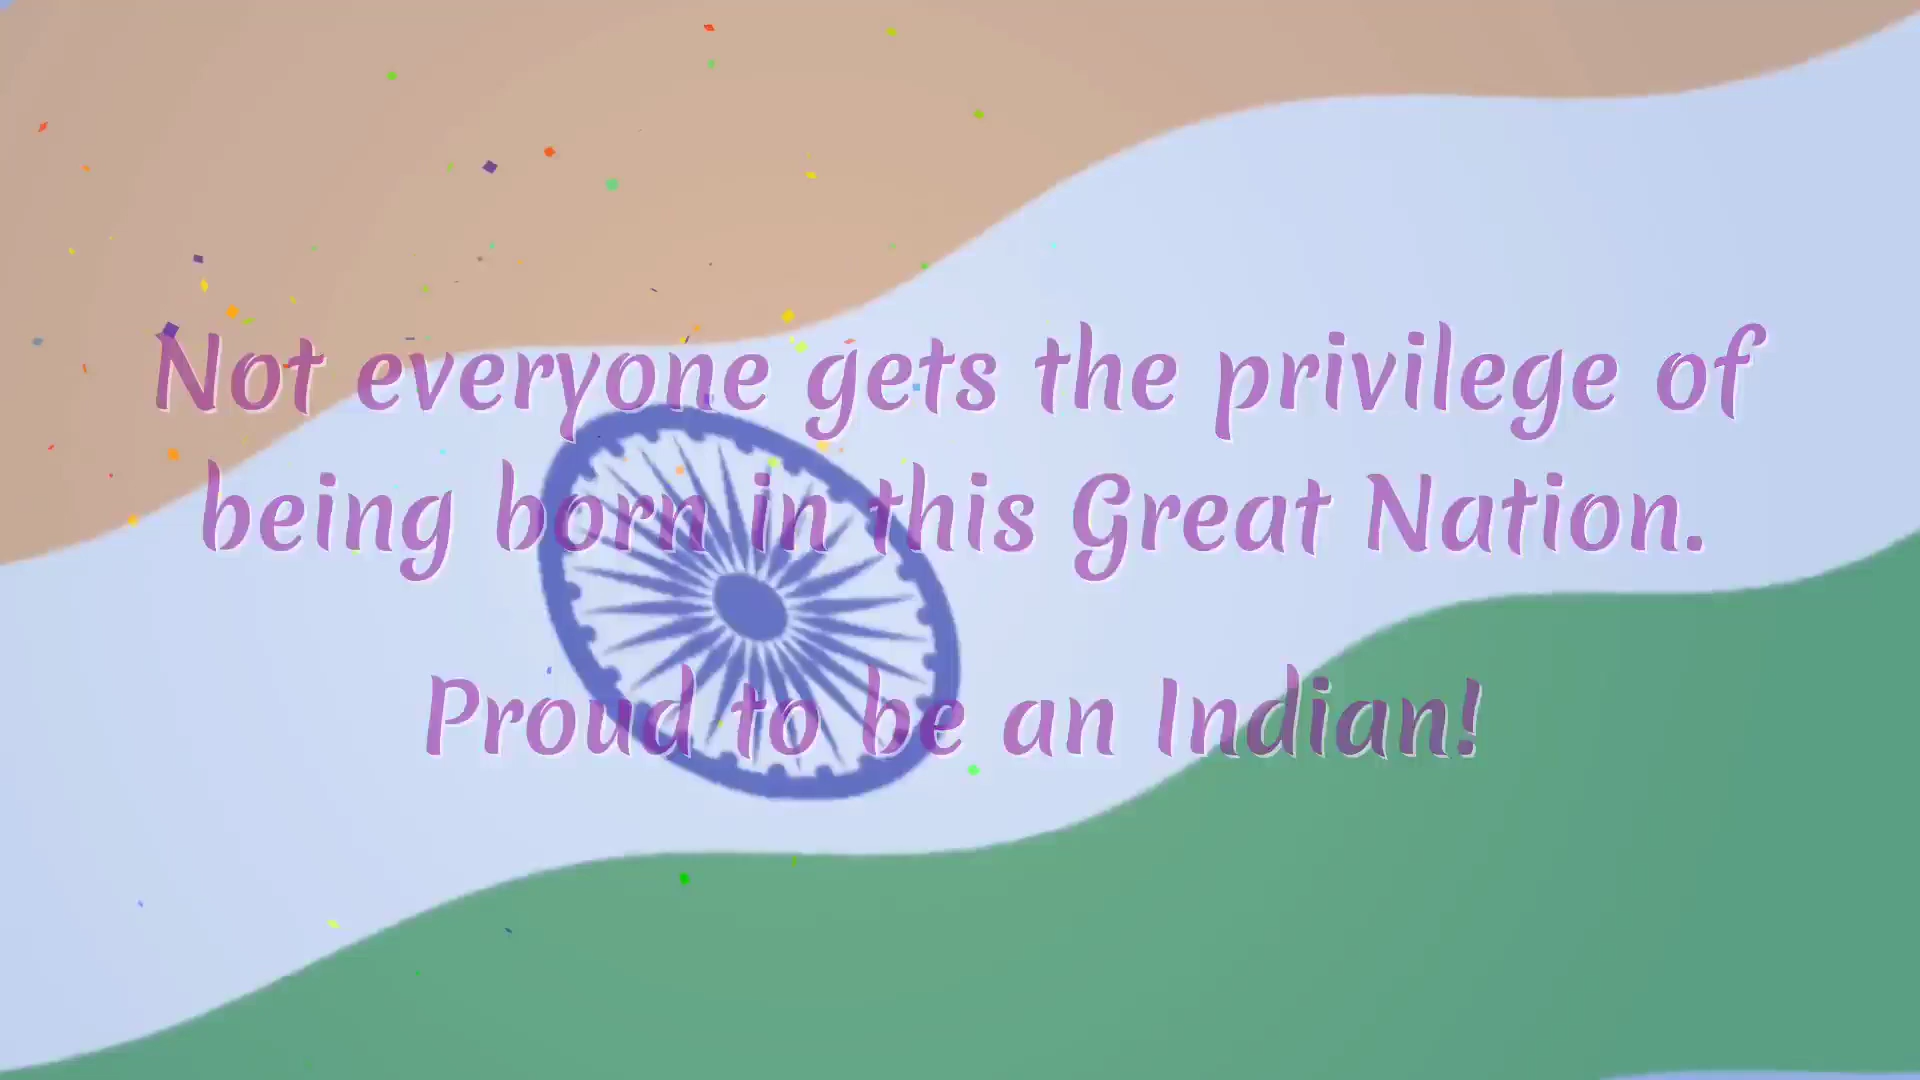 Not everyone gets the privilege of
being born in this Great Nation.
Proud to be an Indian!